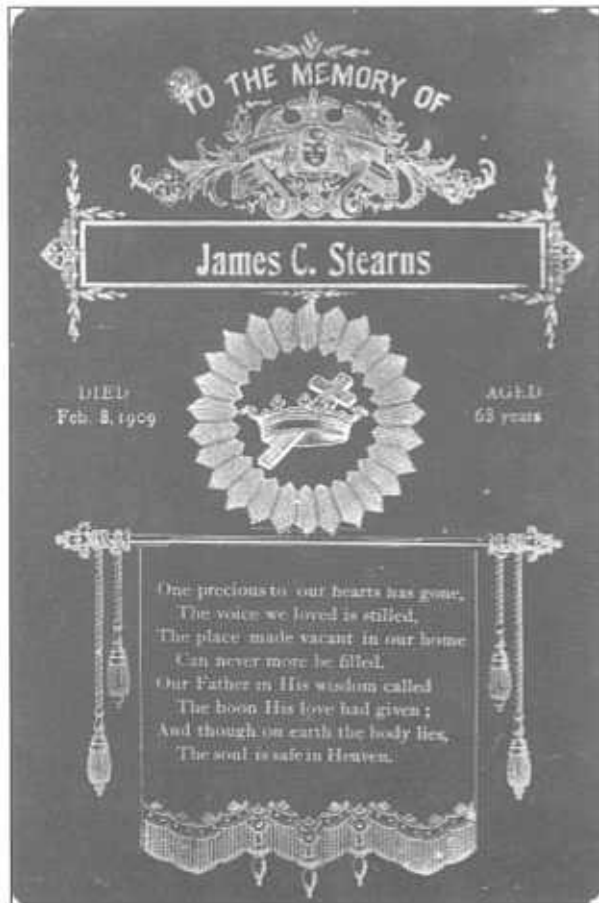 TO THE MEMORY OF
James C. Stearns
DIED
Feb. 8, 1909
AGED
63 years
One precious to our hearts has gone,
The voice we loved is stilled,
The place made vacant in our home
Can never more be filled.
Our Father in His wisdom called
The boon His love had given;
And though on earth the body lies,
The soul is safe in Heaven.